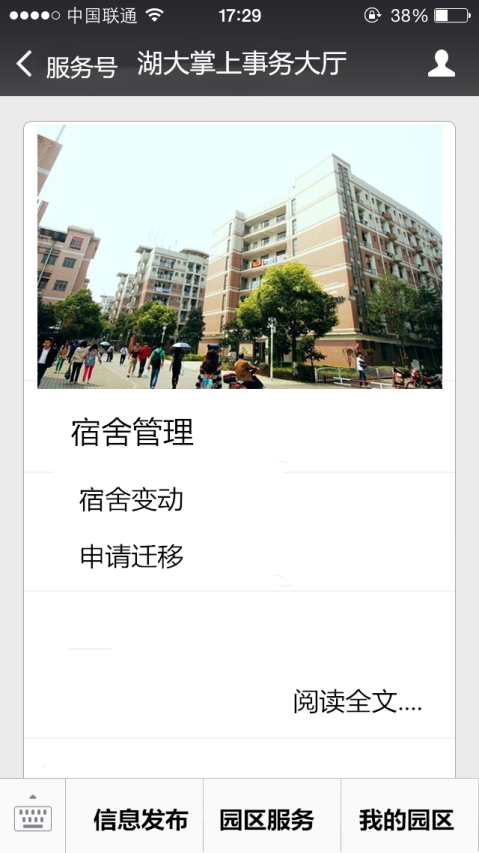 中国联通 17:29 38%
服务号 湖大掌上事务大厅
宿舍管理
宿舍变动
申请迁移
阅读全文....
信息发布 园区服务 我的园区